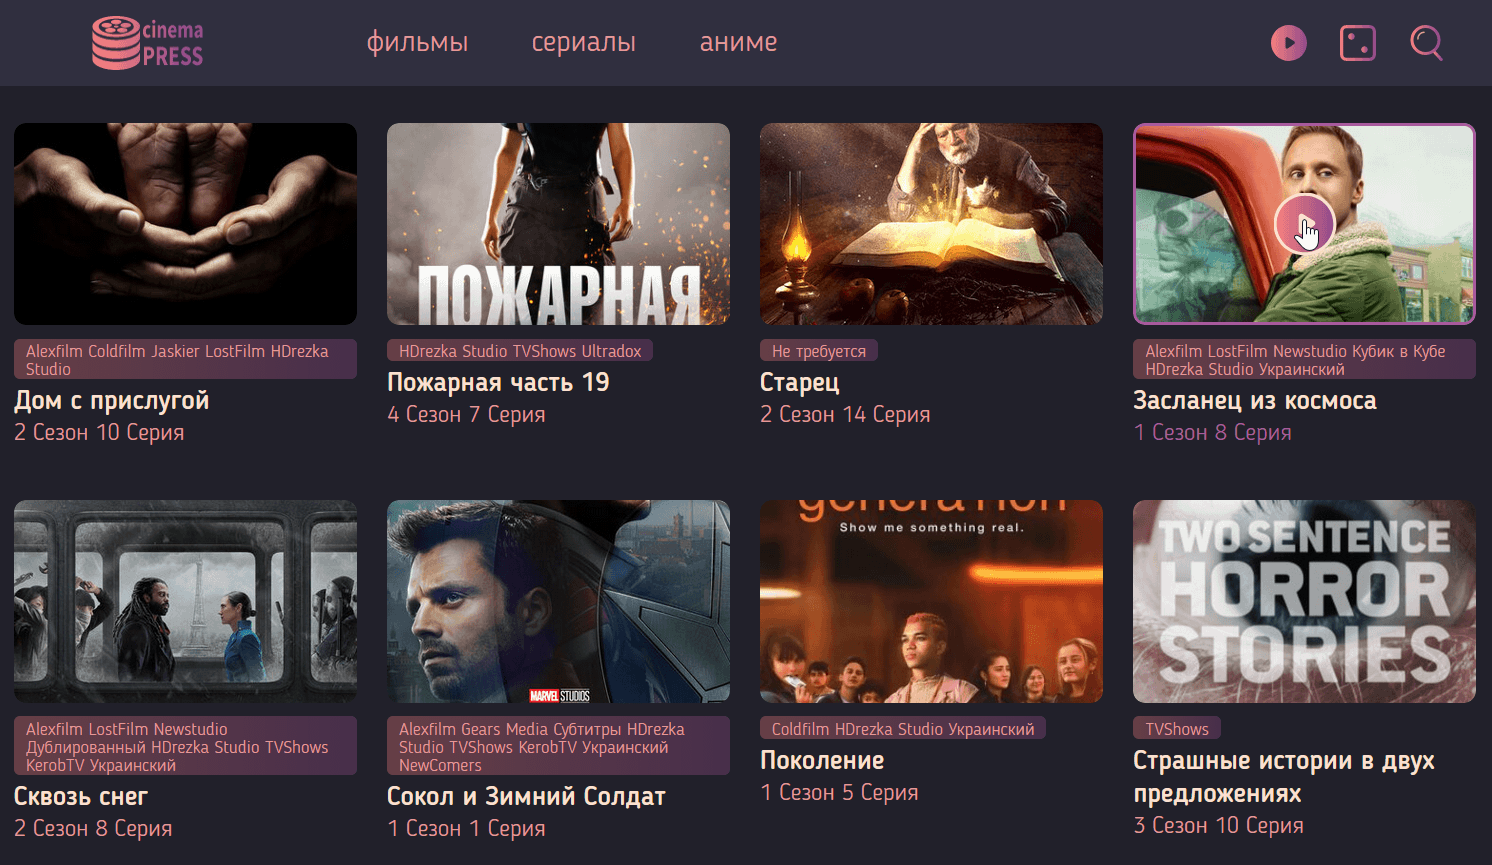 cinema
PRESS
фильмы сериалы аниме
ПОЖАРНАЯ
Alexfilm Coldfilm Jaskier LostFilm HDrezka
Studio
Дом с прислугой
2 Сезон 10 Серия
HDrezka Studio TVShows Ultradox
Пожарная часть 19
4 Сезон 7 Серия
Не требуется
Старец
2 Сезон 14 Серия
Alexfilm LostFilm Newstudio Кубик в Кубе
HDrezka Studio Украинский
Засланец из космоса
1 Сезон 8 Серия
MARVEL STUDIOS
generation
Show me something real.
TWO SENTENCE
HORROR
STORIES
Alexfilm LostFilm Newstudio
Дублированный HDrezka Studio TVShows
KerobTV Украинский
Сквозь снег
2 Сезон 8 Серия
Alexfilm Gears Media Субтитры HDrezka
Studio TVShows KerobTV Украинский
NewComers
Сокол и Зимний Солдат
1 Сезон 1 Серия
Coldfilm HDrezka Studio Украинский
Поколение
1 Сезон 5 Серия
TVShows
Страшные истории в двух
предложениях
3 Сезон 10 Серия